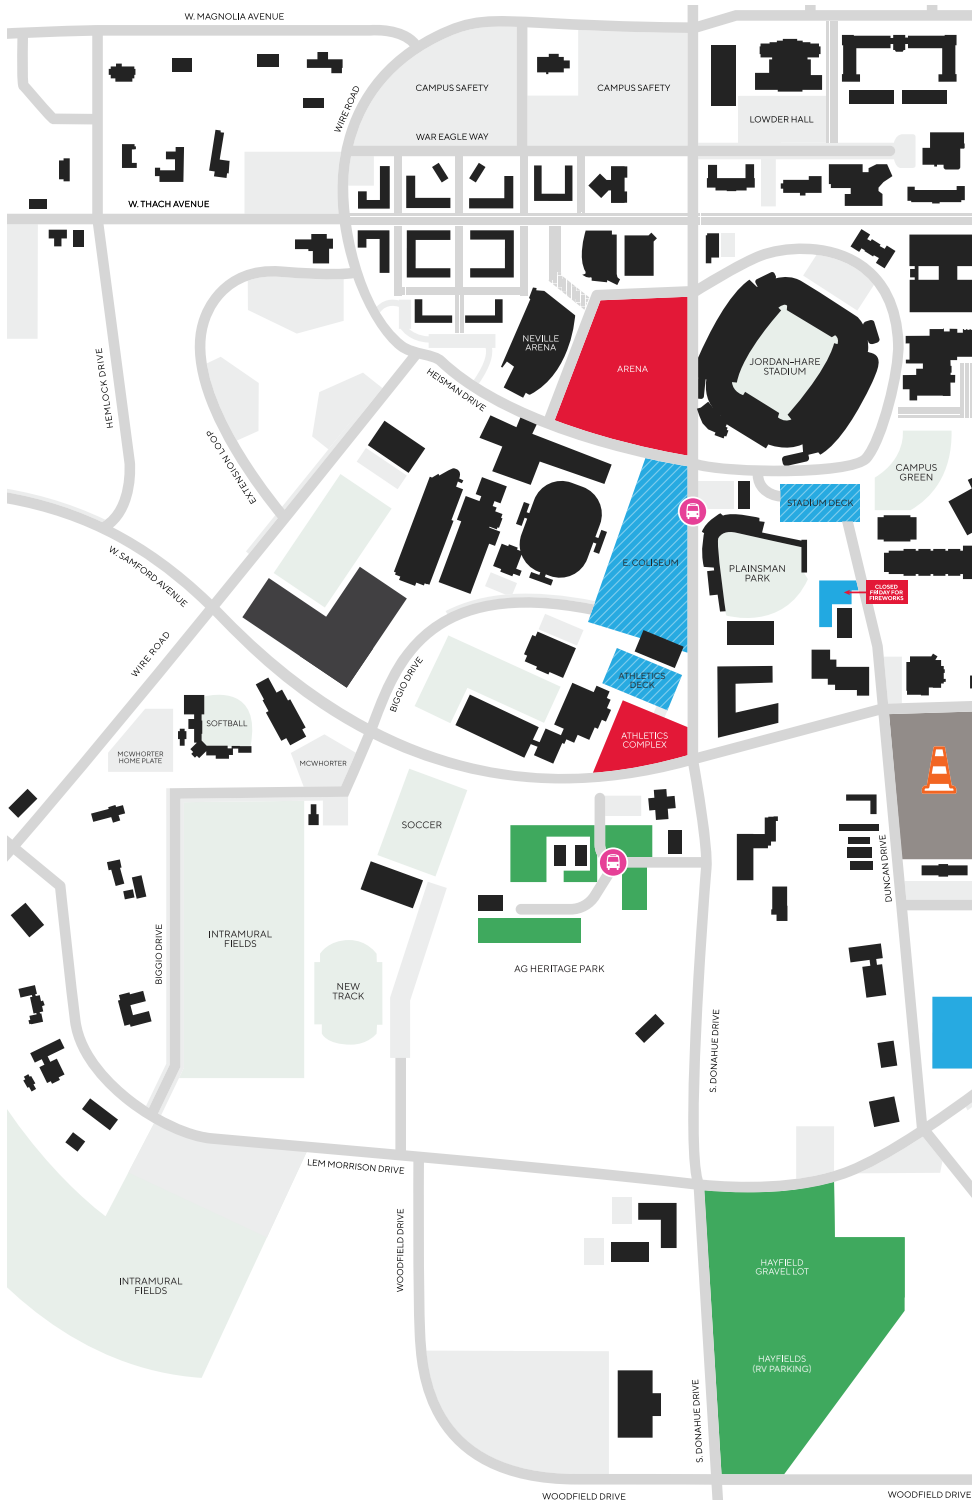 W. MAGNOLIA AVENUE
CAMPUS SAFETY
CAMPUS SAFETY
WIRE ROAD
LOWDER HALL
WAR EAGLE WAY
W. THACH AVENUE
NEVILLE
ARENA
ARENA
JORDAN-HARE
STADIUM
HEMLOCK DRIVE
HEISMAN DRIVE
EXTENSION LOOP
CAMPUS
GREEN
STADIUM DECK
W. SAMFORD AVENUE
E. COLISEUM
PLAINSMAN
PARK
CLOSED
FRIDAY FOR
FIREWORKS
WIRE ROAD
BIGGIO DRIVE
ATHLETICS
DECK
SOFTBALL
ATHLETICS
COMPLEX
MCWHORTER
HOME PLATE
MCWHORTER
SOCCER
DUNCAN DRIVE
INTRAMURAL
FIELDS
BIGGIO DRIVE
AG HERITAGE PARK
NEW
TRACK
S. DONAHUE DRIVE
LEM MORRISON DRIVE
WOODFIELD DRIVE
INTRAMURAL
FIELDS
HAYFIELD
GRAVEL LOT
HAYFIELDS
(RV PARKING)
S. DONAHUE DRIVE
WOODFIELD DRIVE
WOODFIELD DRIVE